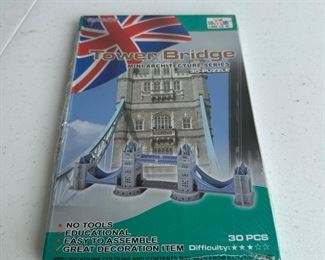 Tower Bridge
MINI ARCHITECTURE SERIES
3D-PUZZLE
NO TOOLS
EDUCATIONAL
EASY TO ASSEMBLE
GREAT DECORATION ITEM
30 PCS
Difficulty:★★★☆☆